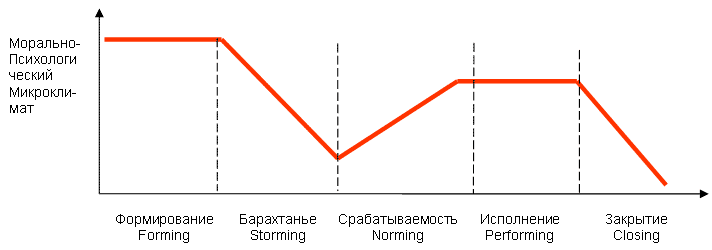 Морально-
Психологи
ческий
Микрокли-
мат
Формирование
Forming
Барахтанье
Storming
Срабатываемость
Norming
Исполнение
Performing
Закрытие
Closing